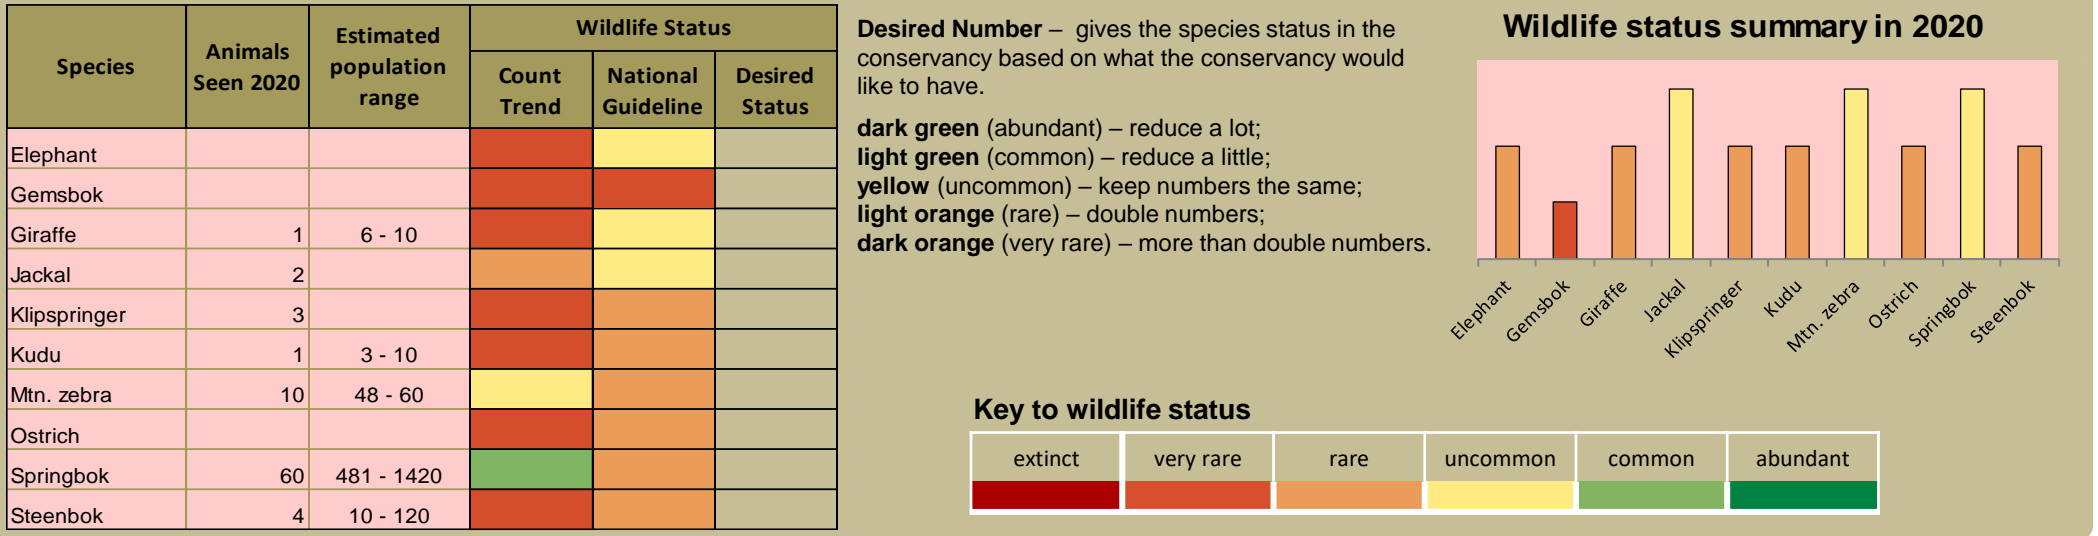 Species
Animals
Seen 2020
Estimated
population
range
Wildlife Status
Count
Trend
National
Guideline
Desired
Status
Elephant
Gemsbok
Giraffe 1 6 - 10
Jackal 2
Klipspringer 3
Kudu 1 3 - 10
Mtn. zebra 10 48 - 60
Ostrich
Springbok 60 481 - 1420
Steenbok 4 10 - 120
Desired Number – gives the species status in the
conservancy based on what the conservancy would
like to have.
dark green (abundant) – reduce a lot;
light green (common) – reduce a little;
yellow (uncommon) – keep numbers the same;
light orange (rare) – double numbers;
dark orange (very rare) – more than double numbers.
Wildlife status summary in 2020
Elephant
Gemsbok
Giraffe
Jackal
Klipspringer
Kudu
Mtn. zebra
Ostrich
Springbok
Steenbok
Key to wildlife status
extinct very rare rare uncommon common abundant